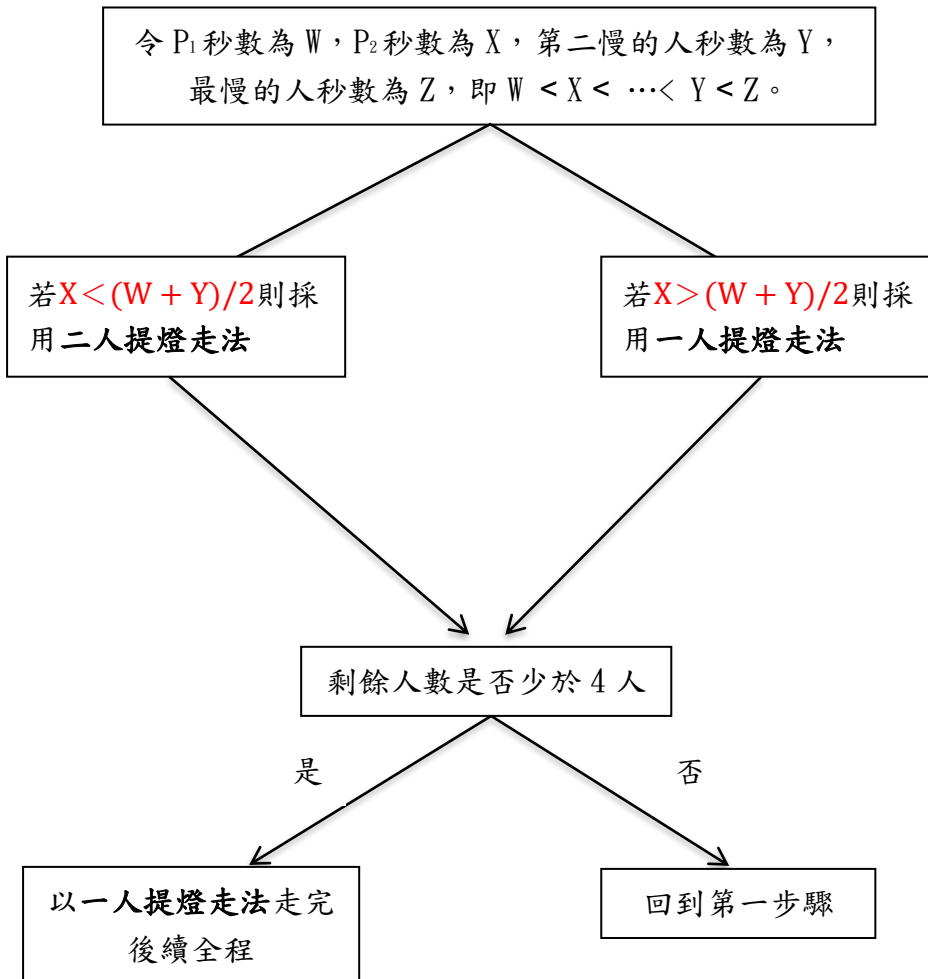 令 P₁ 秒數為 W，P₂ 秒數為 X，第二慢的人秒數為 Y，
最慢的人秒數為 Z，即 W < X < …< Y < Z。
若X＜(W + Y)/2則採
用二人提燈走法
若X＞(W + Y)/2則採
用一人提燈走法
剩餘人數是否少於 4 人
是
否
以一人提燈走法走完
後續全程
回到第一步驟